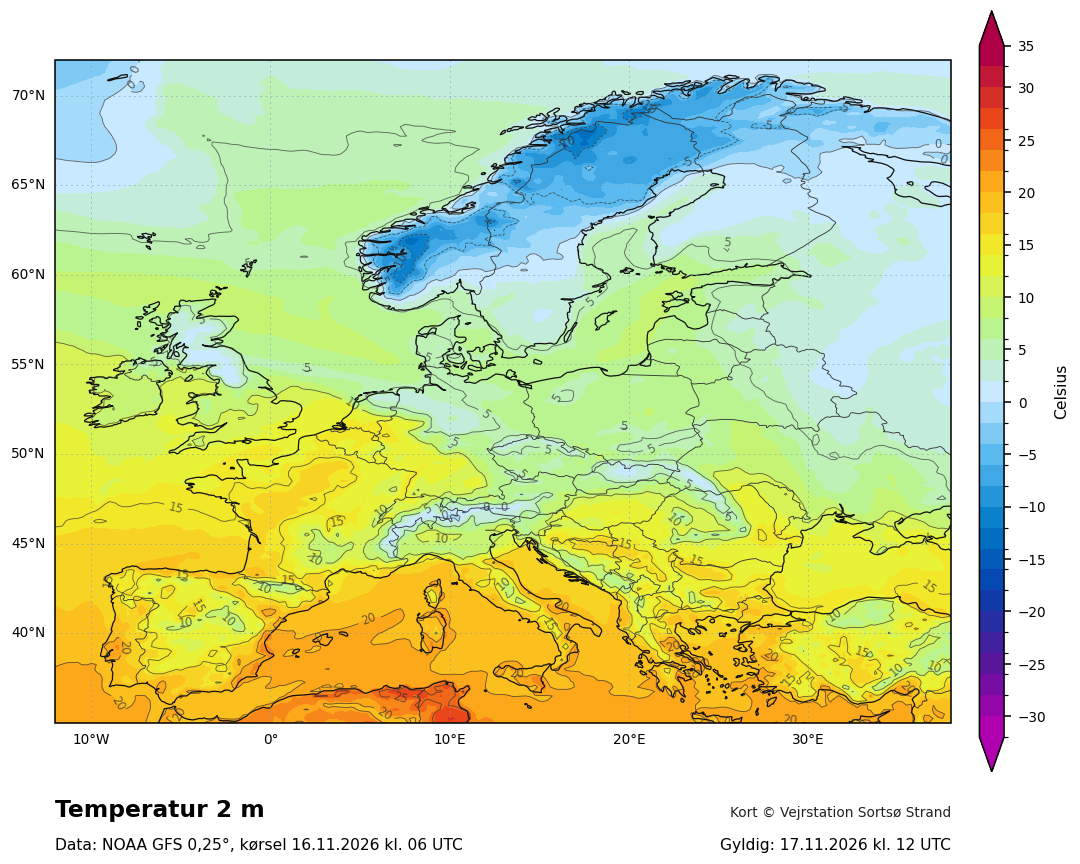 70°N
65°N
60°N
55°N
50°N
45°N
40°N
10°W
0°
10°E
20°E
30°E
35
30
25
20
15
10
5
0
−5
−10
−15
−20
−25
−30
Celsius
Temperatur 2 m
Kort © Vejrstation Sortsø Strand
Data: NOAA GFS 0,25°, kørsel 16.11.2026 kl. 06 UTC
Gyldig: 17.11.2026 kl. 12 UTC